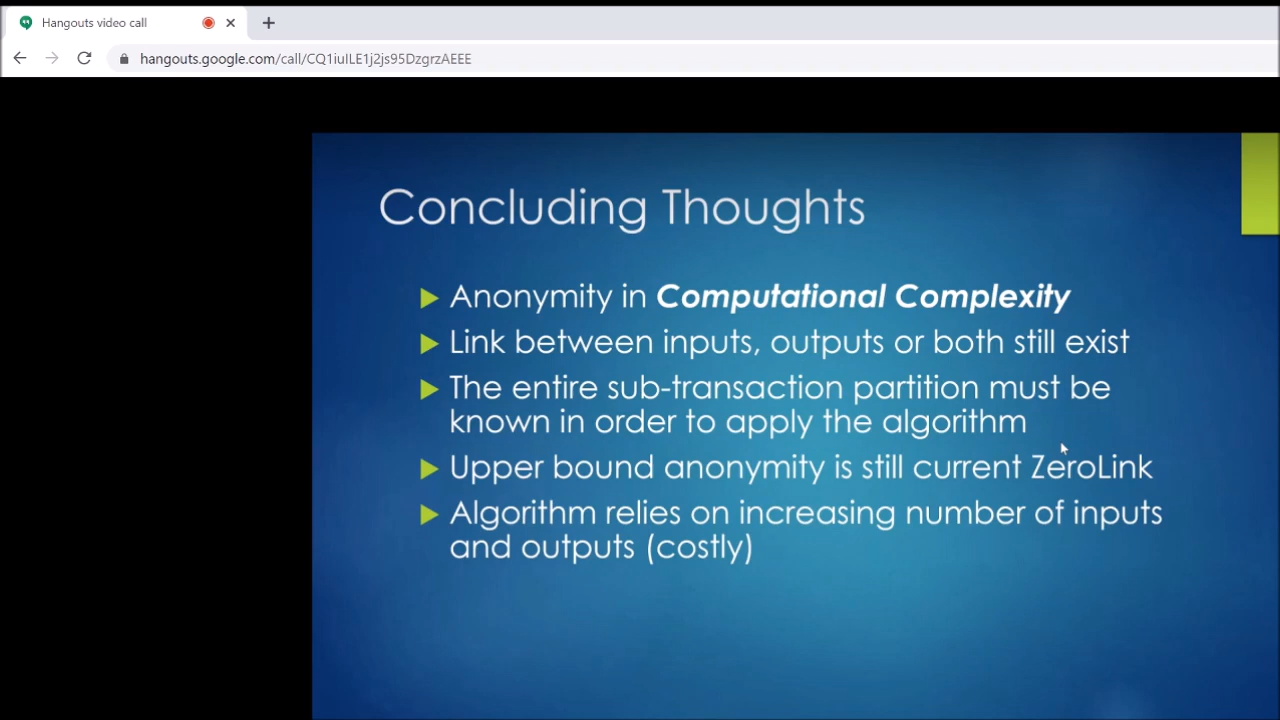 Hangouts video call
hangouts.google.com/call/CQ1iuILE1j2js95DzgrzAEEE
Concluding Thoughts
Anonymity in Computational Complexity
Link between inputs, outputs or both still exist
The entire sub-transaction partition must be
known in order to apply the algorithm
Upper bound anonymity is still current ZeroLink
Algorithm relies on increasing number of inputs
and outputs (costly)